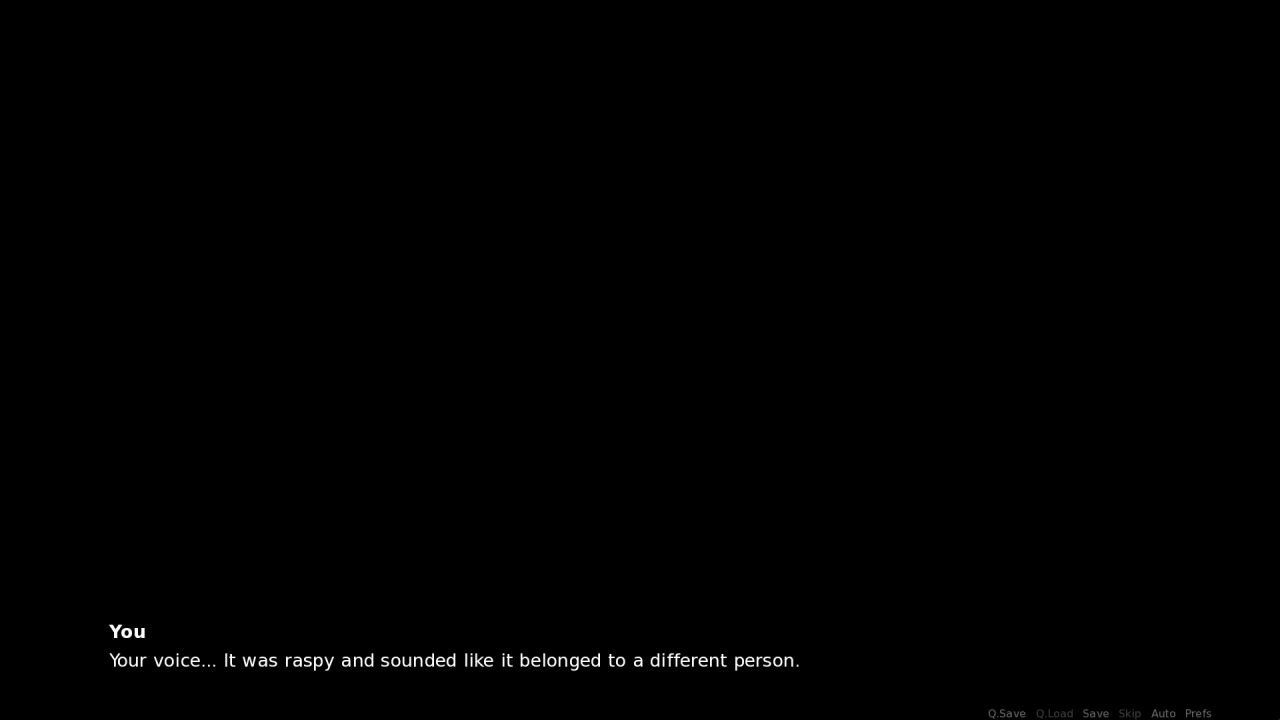 You
Your voice... It was raspy and sounded like it belonged to a different person.
Q.Save Q.Load Save Skip Auto Prefs